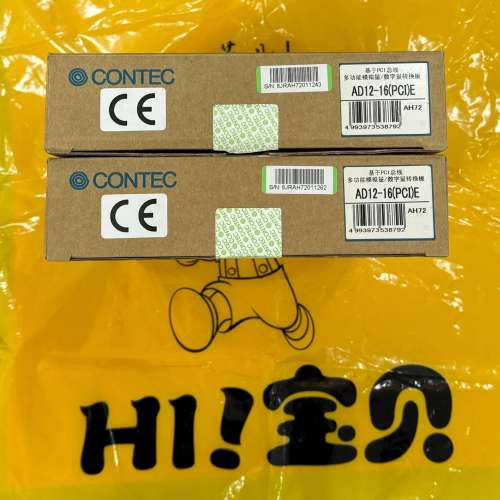 CONTEC
CE
S/N: 8JRAH72011243
基于PCI总线
多功能模拟量/数字量转换板
AD12-16(PCI)E
AH72
4 993973538792
CONTEC
CE
S/N: 9JRAH72011262
基于PCI总线
多功能模拟量/数字量转换板
AD12-16(PCI)E
AH72
4 993973538792
HI!宝贝